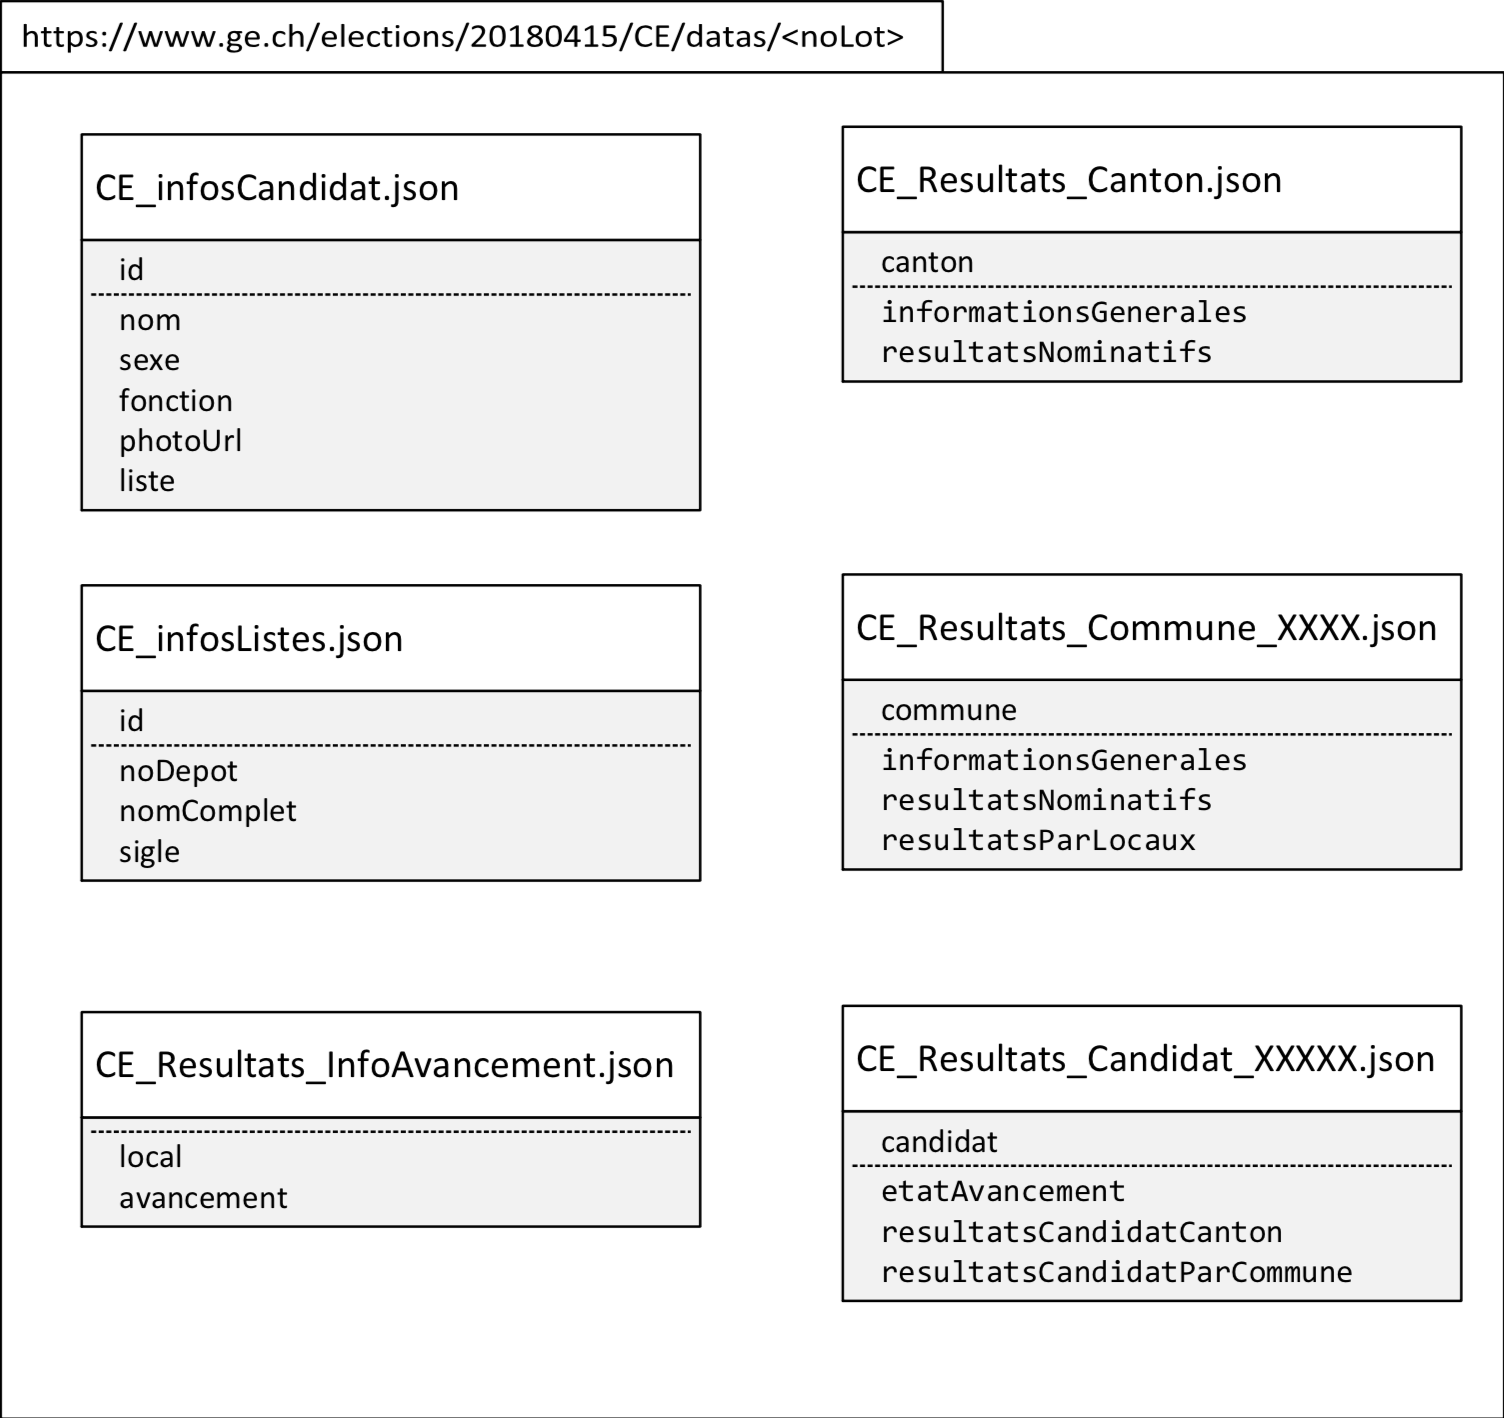 https://www.ge.ch/elections/20180415/CE/datas/<noLot>
CE_infosCandidat.json
id
nom
sexe
fonction
photoUrl
liste
CE_infosListes.json
id
noDepot
nomComplet
sigle
CE_Resultats_InfoAvancement.json
local
avancement
CE_Resultats_Canton.json
canton
informationsGenerales
resultatsNominatifs
CE_Resultats_Commune_XXXX.json
commune
informationsGenerales
resultatsNominatifs
resultatsParLocaux
CE_Resultats_Candidat_XXXXX.json
candidat
etatAvancement
resultatsCandidatCanton
resultatsCandidatParCommune